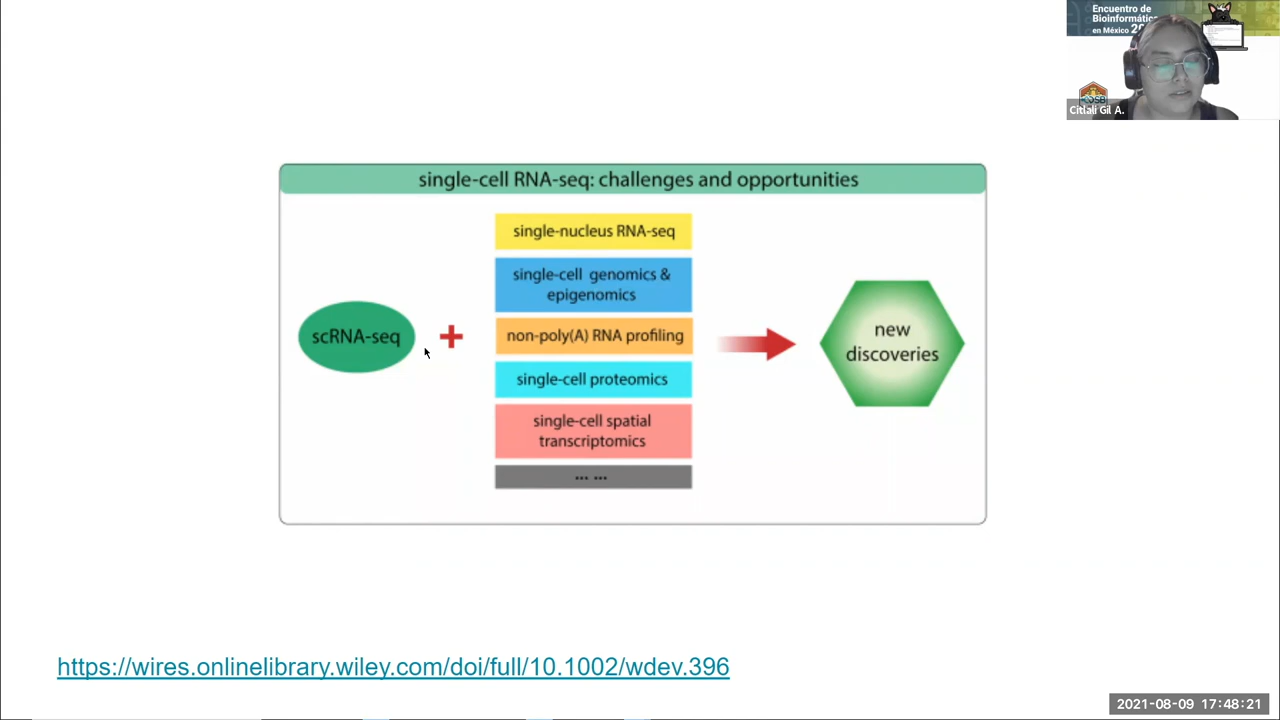 Encuentro de
Bioinformática
en México 20
Citlali Gil A.
single-cell RNA-seq: challenges and opportunities
single-nucleus RNA-seq
single-cell genomics &
epigenomics
scRNA-seq
+
non-poly(A) RNA profiling
new
discoveries
single-cell proteomics
single-cell spatial
transcriptomics
... ...
https://wires.onlinelibrary.wiley.com/doi/full/10.1002/wdev.396
2021-08-09 17:48:21